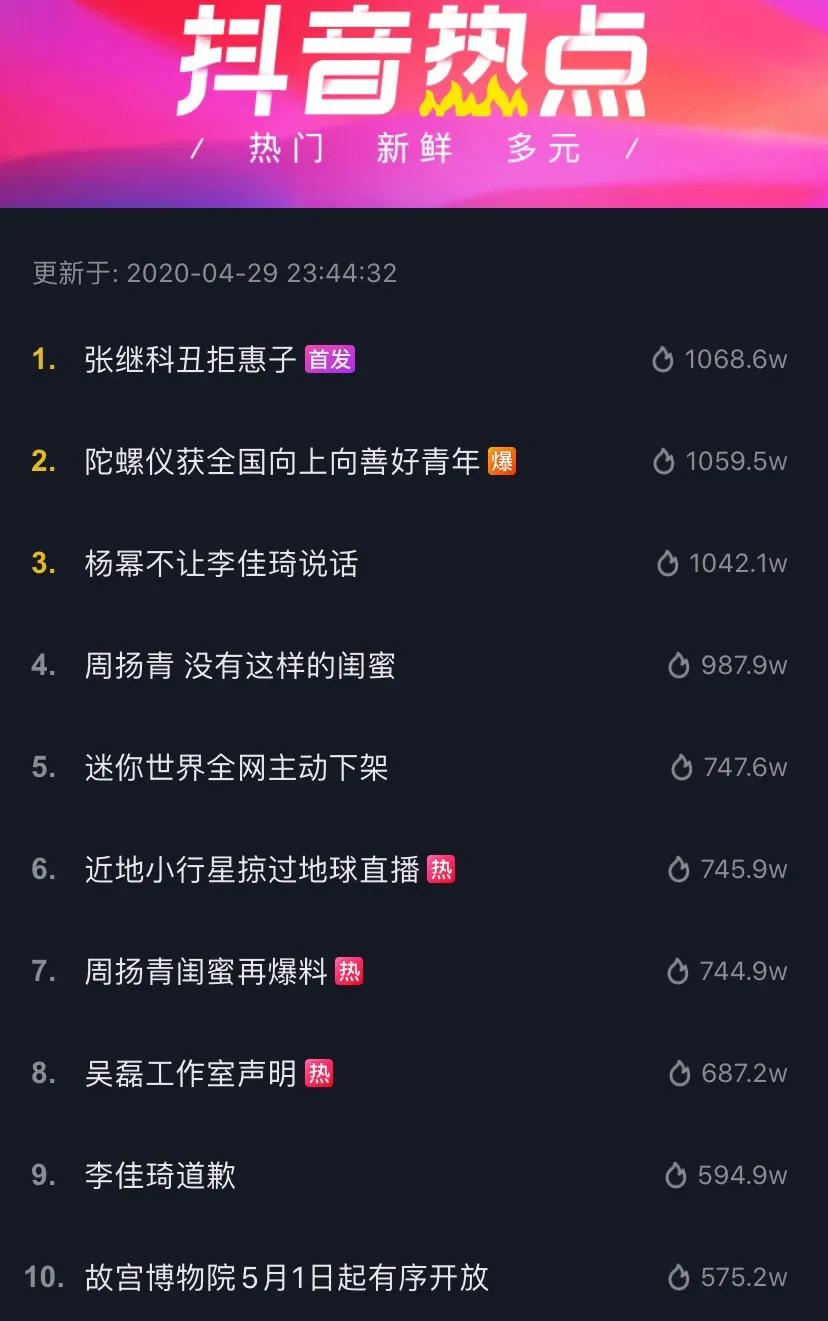 抖音热点
/ 热门 新鲜 多元 /
更新于: 2020-04-29 23:44:32
1. 张继科丑拒惠子 首发 1068.6w
2. 陀螺仪获全国向上向善好青年 爆 1059.5w
3. 杨幂不让李佳琦说话 1042.1w
4. 周扬青 没有这样的闺蜜 987.9w
5. 迷你世界全网主动下架 747.6w
6. 近地小行星掠过地球直播 热 745.9w
7. 周扬青闺蜜再爆料 热 744.9w
8. 吴磊工作室声明 热 687.2w
9. 李佳琦道歉 594.9w
10. 故宫博物院5月1日起有序开放 575.2w